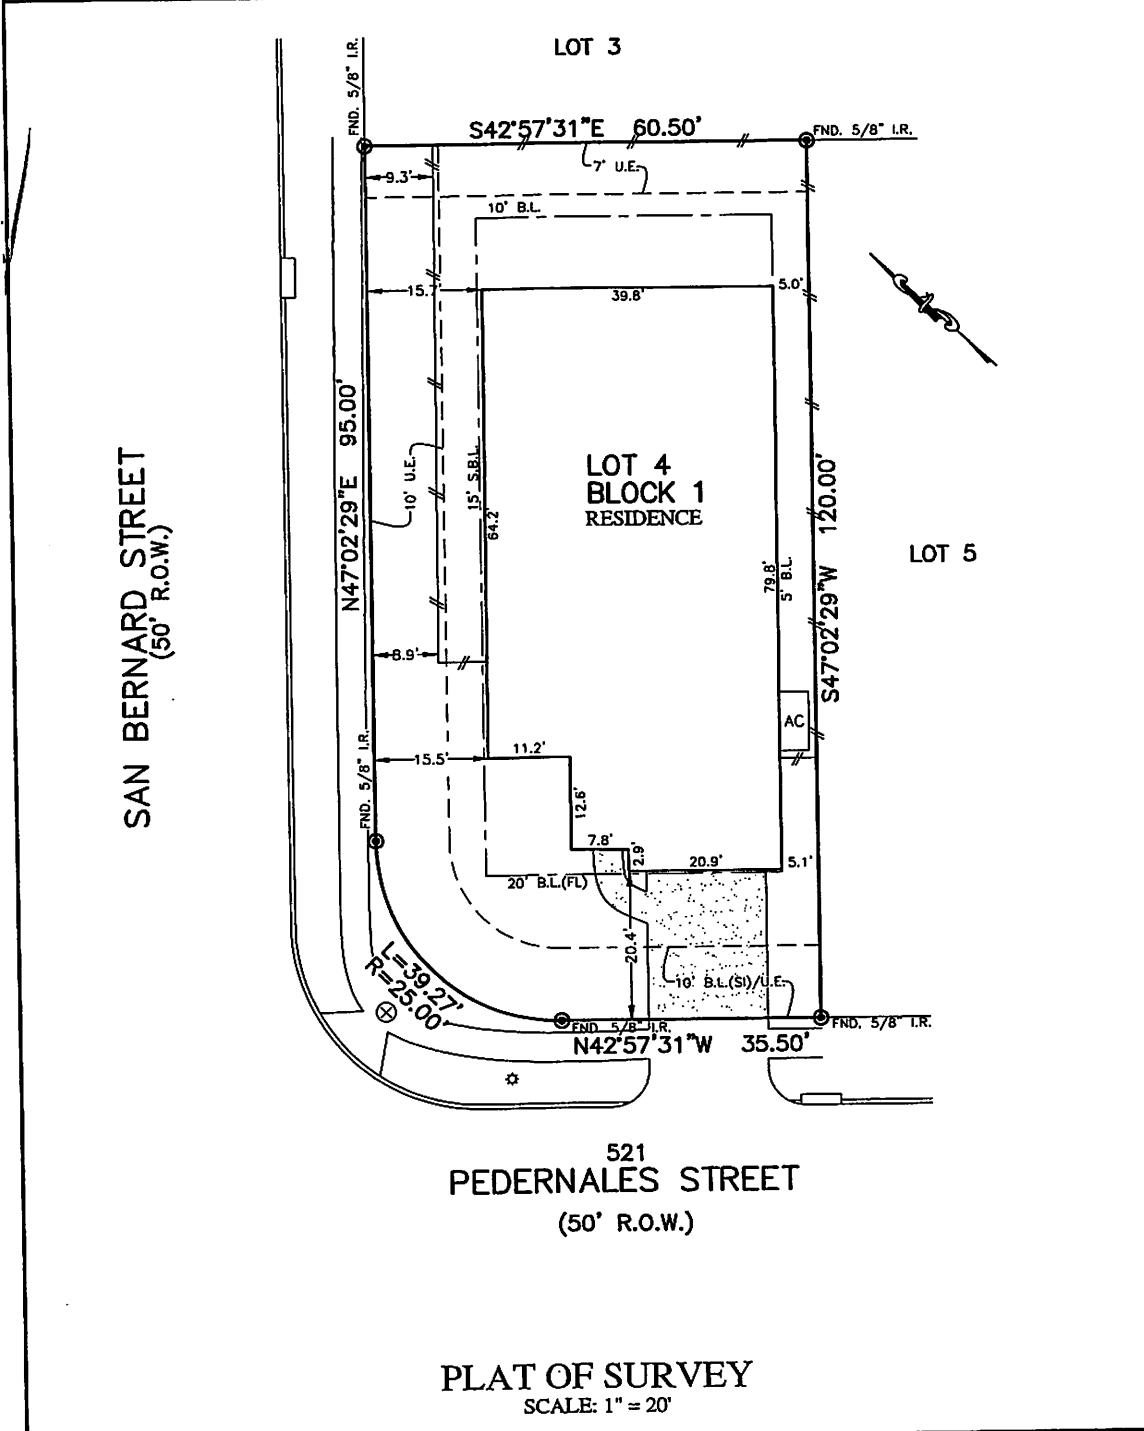 LOT 3
FND. 5/8" I.R.
S42°57'31"E 60.50'
FND. 5/8" I.R.
7' U.E.
9.3'
10' B.L.
15.7'
39.8'
5.0'
N47°02'29"E 95.00'
10' U.E.
15' S.B.L.
64.2'
LOT 4
BLOCK 1
RESIDENCE
79.8'
5' B.L.
S47°02'29"W 120.00'
LOT 5
SAN BERNARD STREET
(50' R.O.W.)
8.9'
AC
FND. 5/8" I.R.
15.5'
11.2'
12.6'
7.8'
2.9'
20.9'
5.1'
20' B.L.(FL)
20.4'
L=39.27'
R=25.00'
10' B.L.(SI)/U.E.
FND 5/8" I.R.
FND. 5/8" I.R.
N42°57'31"W 35.50'
521
PEDERNALES STREET
(50' R.O.W.)
PLAT OF SURVEY
SCALE: 1" = 20'